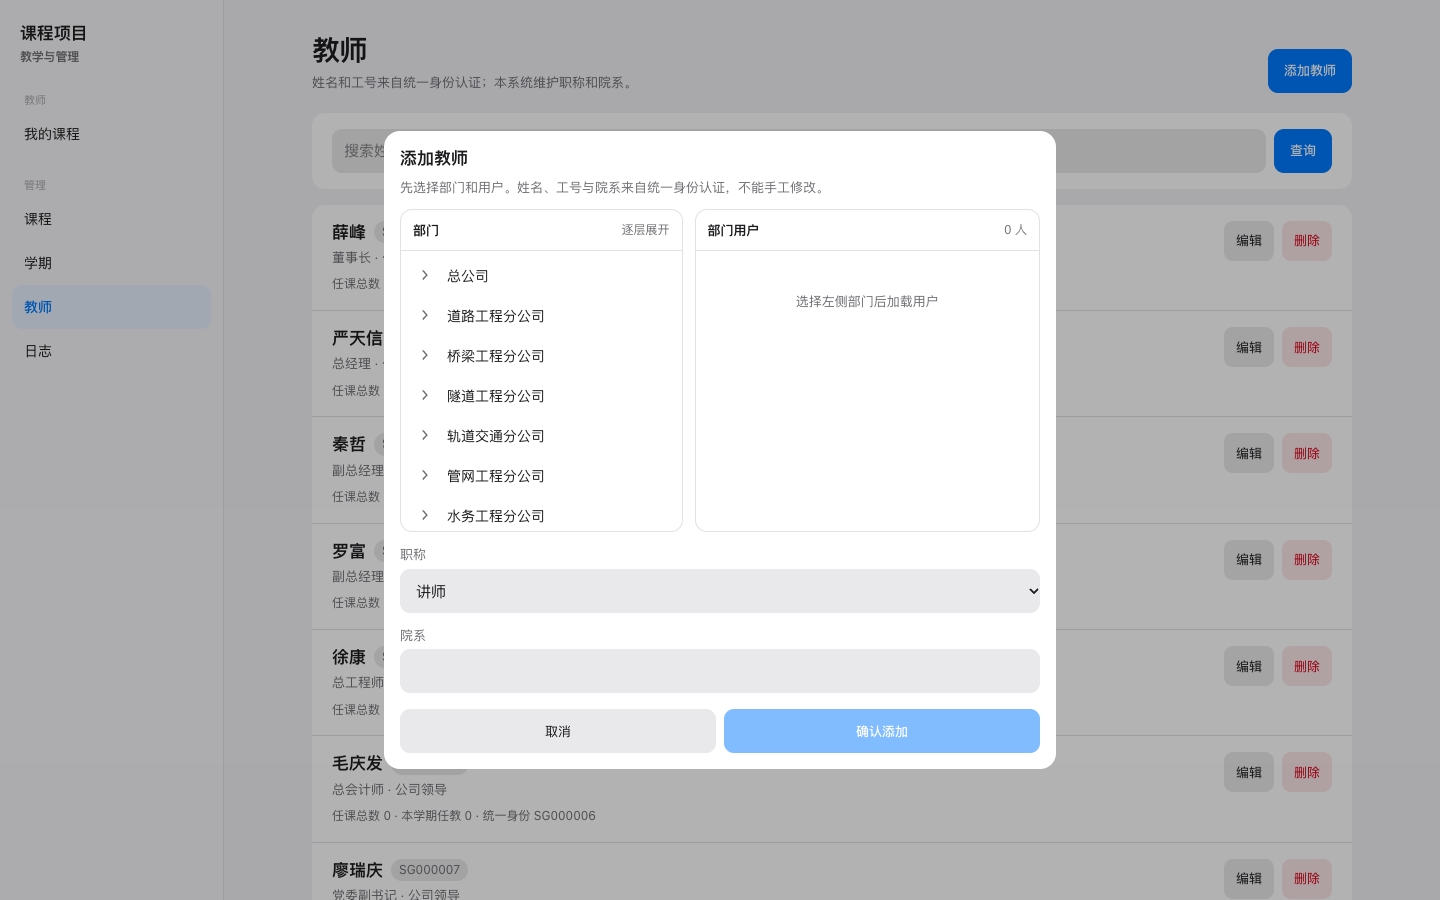 课程项目
教学与管理
教师
我的课程
管理
课程
学期
教师
日志
教师
姓名和工号来自统一身份认证；本系统维护职称和院系。
添加教师
搜索姓
查询
薛峰
董事长 ·
任课总数
编辑
删除
严天信
总经理 ·
任课总数
编辑
删除
秦哲
副总经理
任课总数
编辑
删除
罗富
副总经理
任课总数
编辑
删除
徐康
总工程师
任课总数
编辑
删除
毛庆发
总会计师 · 公司领导
任课总数 0 · 本学期任教 0 · 统一身份 SG000006
编辑
删除
廖瑞庆 SG000007
党委副书记 · 公司领导
编辑
删除
添加教师
先选择部门和用户。姓名、工号与院系来自统一身份认证，不能手工修改。
部门
逐层展开
总公司
道路工程分公司
桥梁工程分公司
隧道工程分公司
轨道交通分公司
管网工程分公司
水务工程分公司
部门用户
0 人
选择左侧部门后加载用户
职称
讲师
院系
取消
确认添加